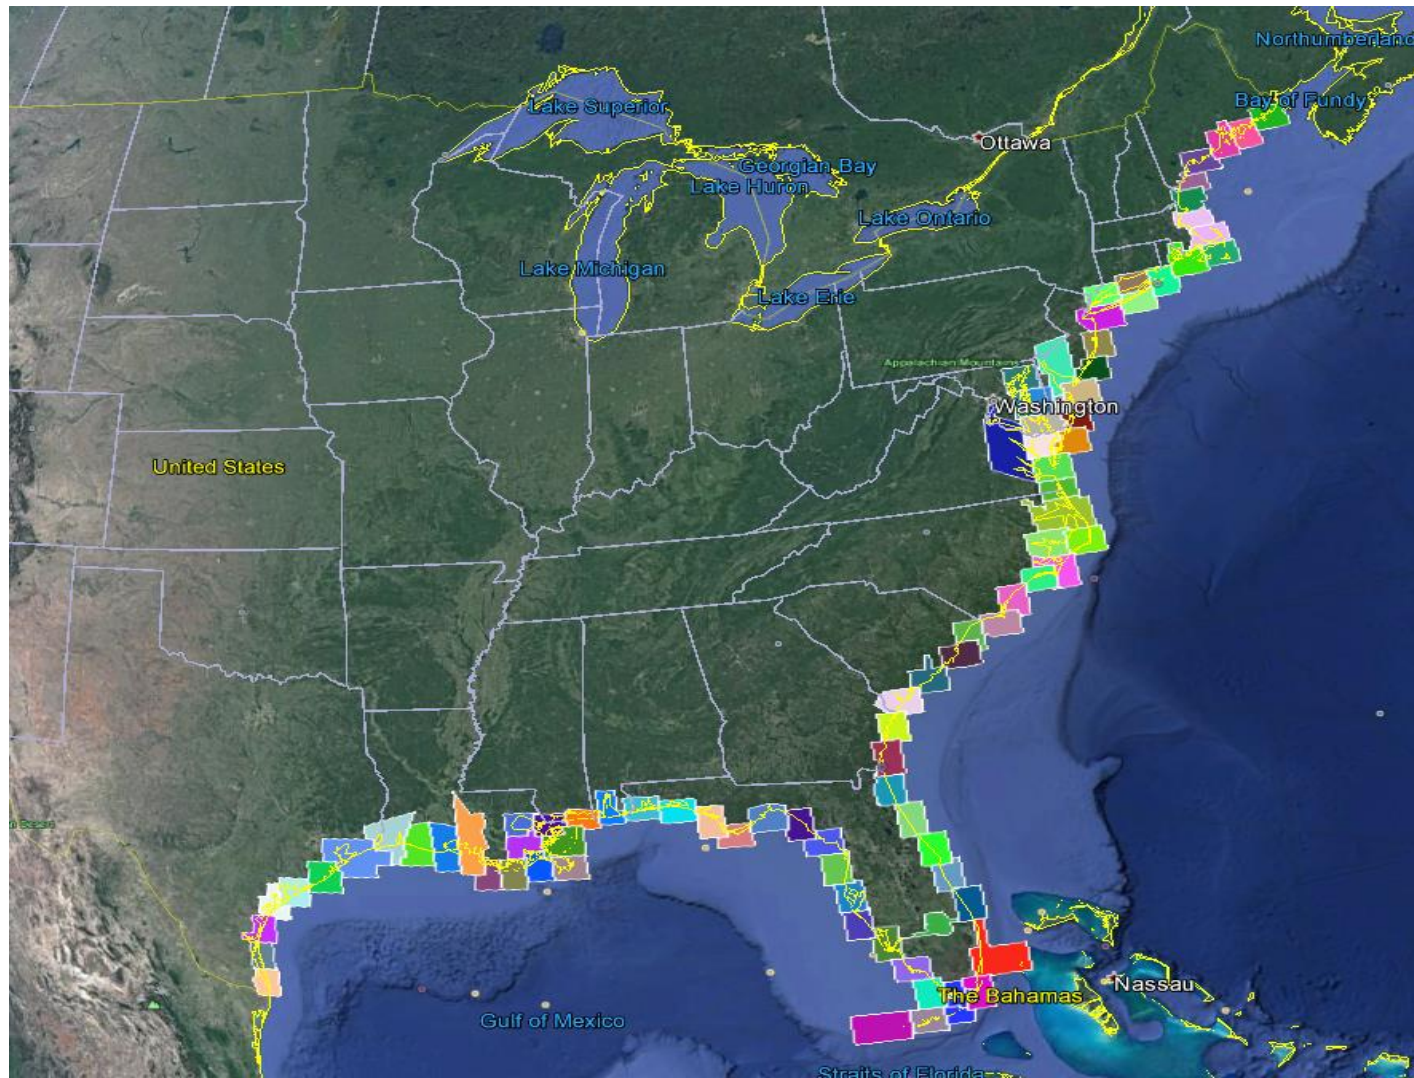 Northumberland
Bay of Fundy
Lake Superior
Ottawa
Georgian Bay
Lake Huron
Lake Ontario
Lake Michigan
Lake Erie
Appalachian Mountains
Washington
United States
Nassau
The Bahamas
Gulf of Mexico
Straits of Florida